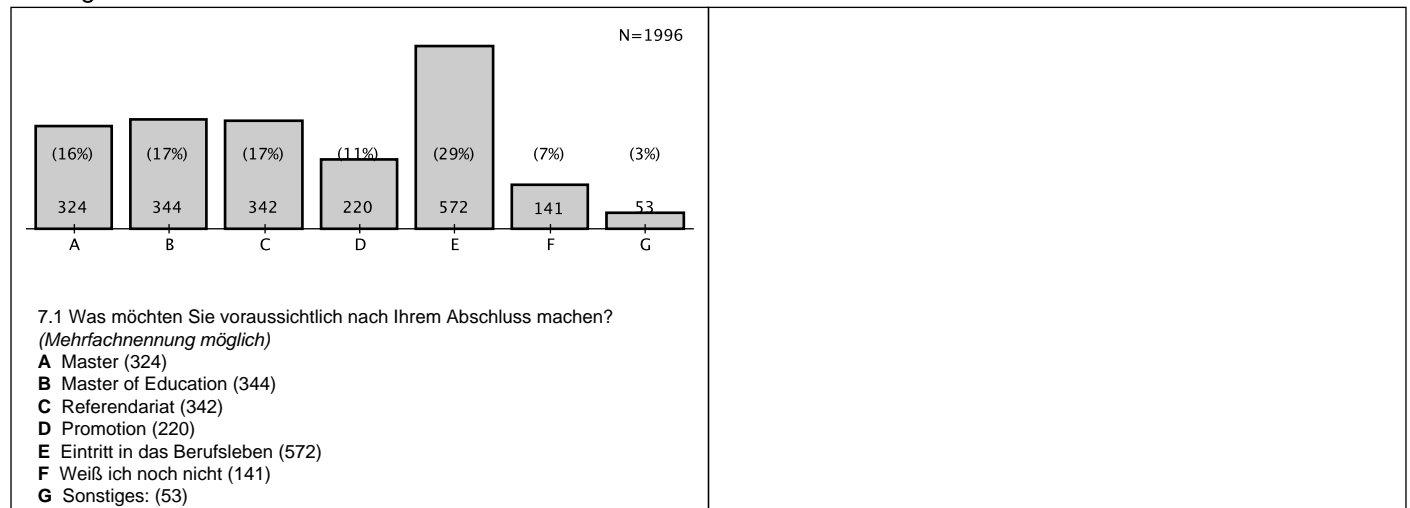 N=1996
(16%) (17%) (17%) (11%) (29%) (7%) (3%)
324 344 342 220 572 141 53
A B C D E F G
7.1 Was möchten Sie voraussichtlich nach Ihrem Abschluss machen?
(Mehrfachnennung möglich)
A Master (324)
B Master of Education (344)
C Referendariat (342)
D Promotion (220)
E Eintritt in das Berufsleben (572)
F Weiß ich noch nicht (141)
G Sonstiges: (53)